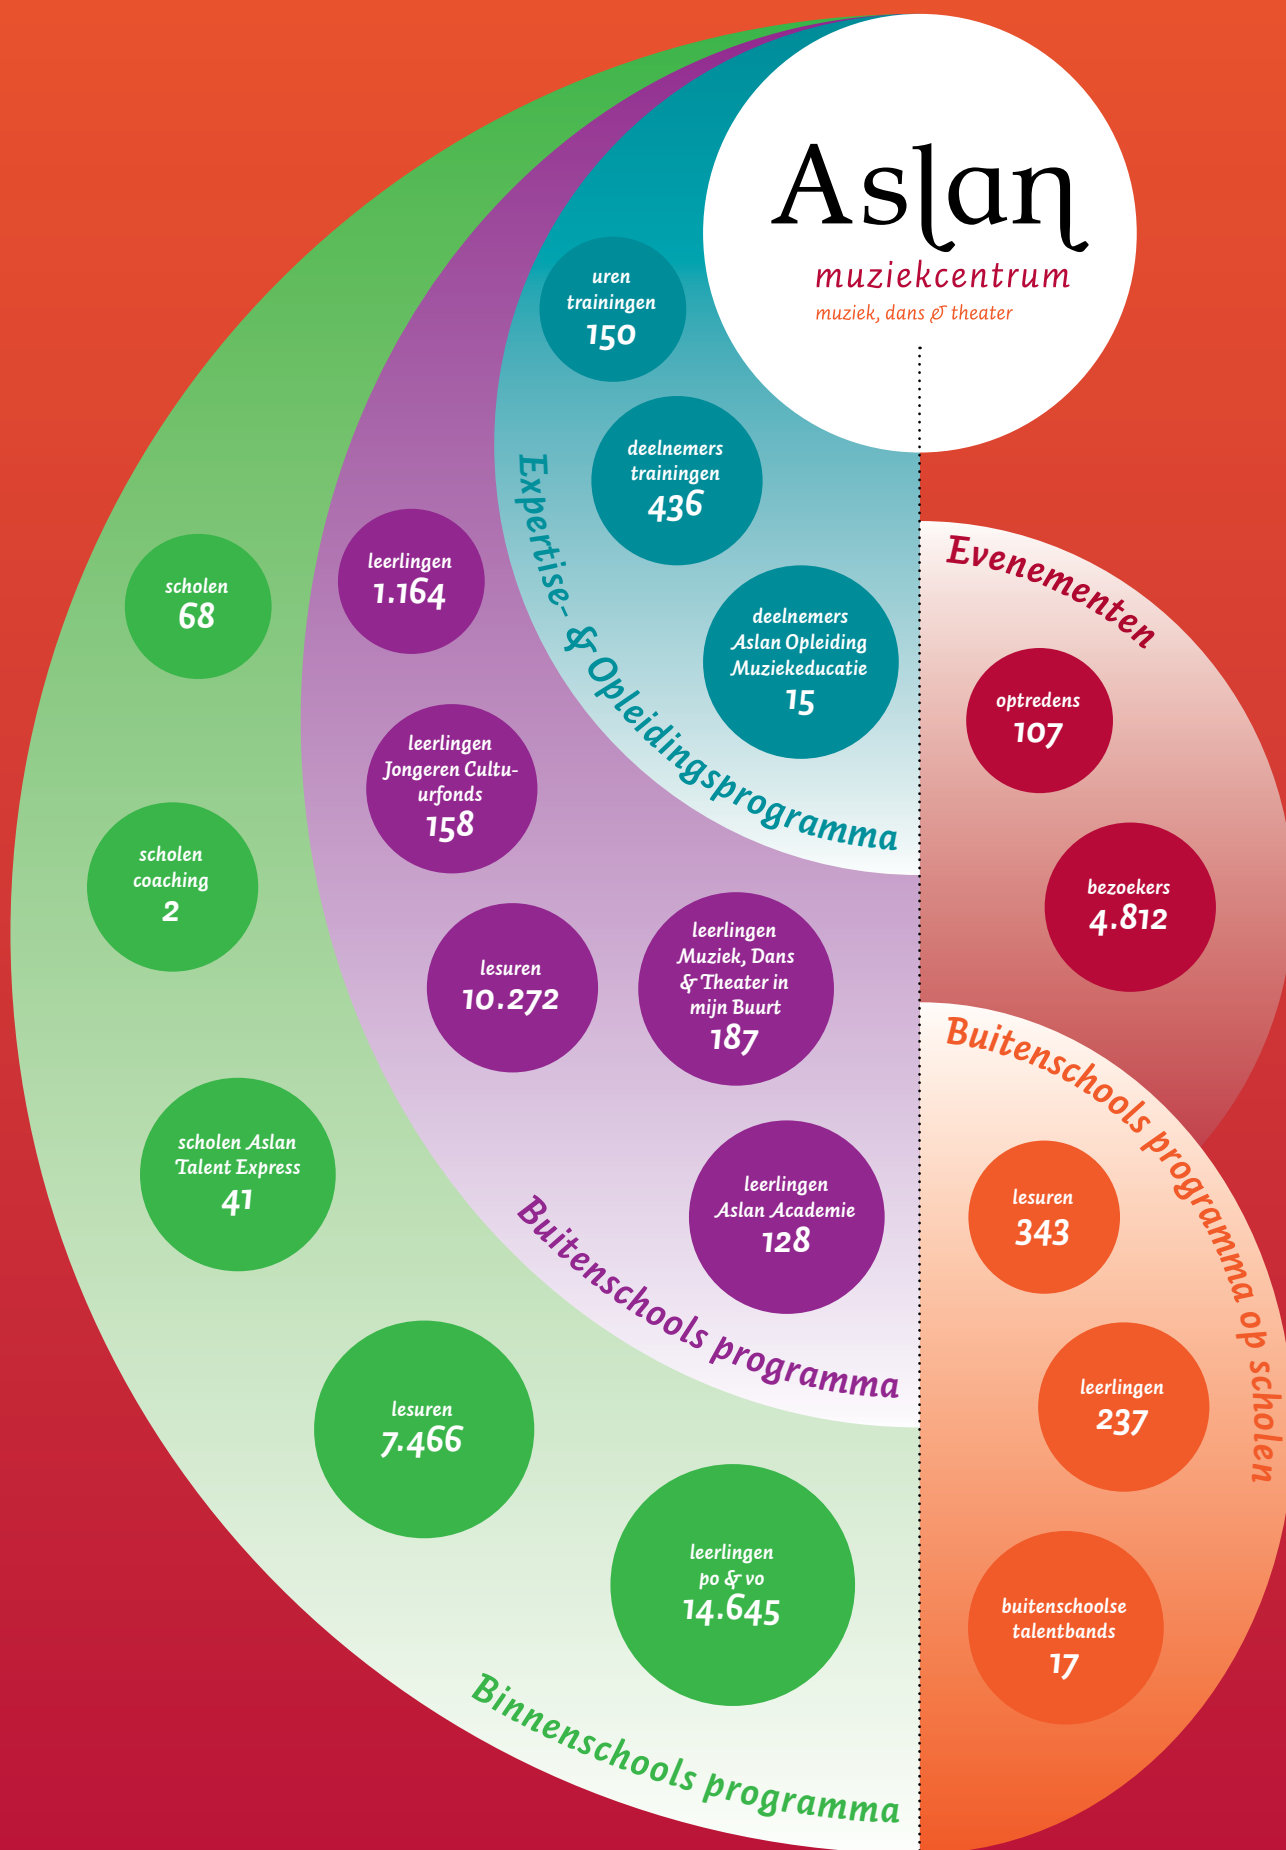 Aslan
muziekcentrum
muziek, dans & theater
uren
trainingen
150
deelnemers
trainingen
436
deelnemers
Aslan Opleiding
Muziekeducatie
15
Expertise- & Opleidingsprogramma
leerlingen
1.164
leerlingen
Jongeren Cultu-
urfonds
158
lesuren
10.272
leerlingen
Muziek, Dans
& Theater in
mijn Buurt
187
leerlingen
Aslan Academie
128
Buitenschools programma
scholen
68
scholen
coaching
2
scholen Aslan
Talent Express
41
lesuren
7.466
leerlingen
po & vo
14.645
Binnenschools programma
Evenementen
optredens
107
bezoekers
4.812
Buitenschools programma op scholen
lesuren
343
leerlingen
237
buitenschoolse
talentbands
17